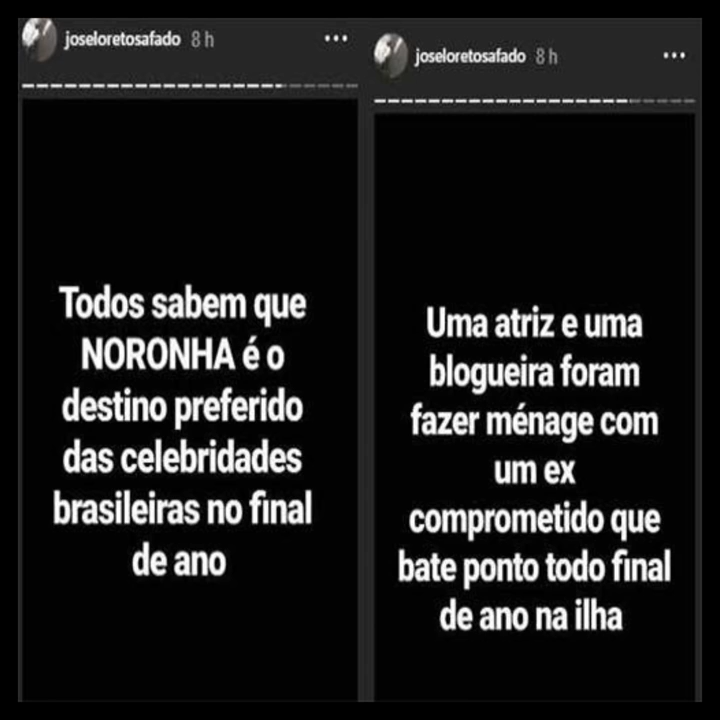 joseloretosafado 8 h
Todos sabem que
NORONHA é o
destino preferido
das celebridades
brasileiras no final
de ano
joseloretosafado 8 h
Uma atriz e uma
blogueira foram
fazer ménage com
um ex
comprometido que
bate ponto todo final
de ano na ilha